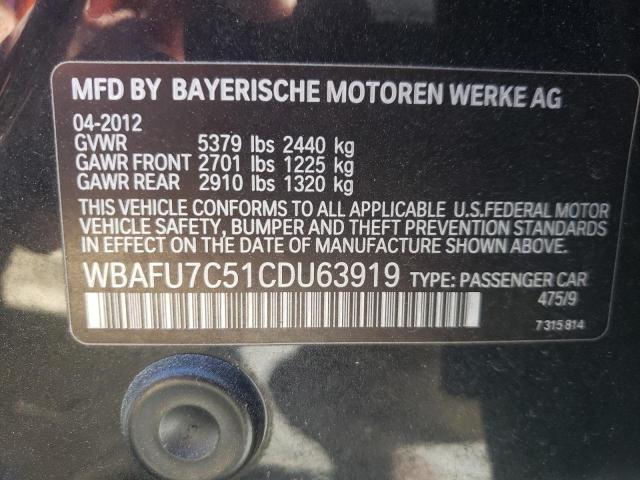 MFD BY BAYERISCHE MOTOREN WERKE AG
04-2012
GVWR 5379 lbs 2440 kg
GAWR FRONT 2701 lbs 1225 kg
GAWR REAR 2910 lbs 1320 kg
THIS VEHICLE CONFORMS TO ALL APPLICABLE U.S.FEDERAL MOTOR
VEHICLE SAFETY, BUMPER AND THEFT PREVENTION STANDARDS
IN EFFECT ON THE DATE OF MANUFACTURE SHOWN ABOVE.
WBAFU7C51CDU63919 TYPE: PASSENGER CAR
475/9
7 315 814